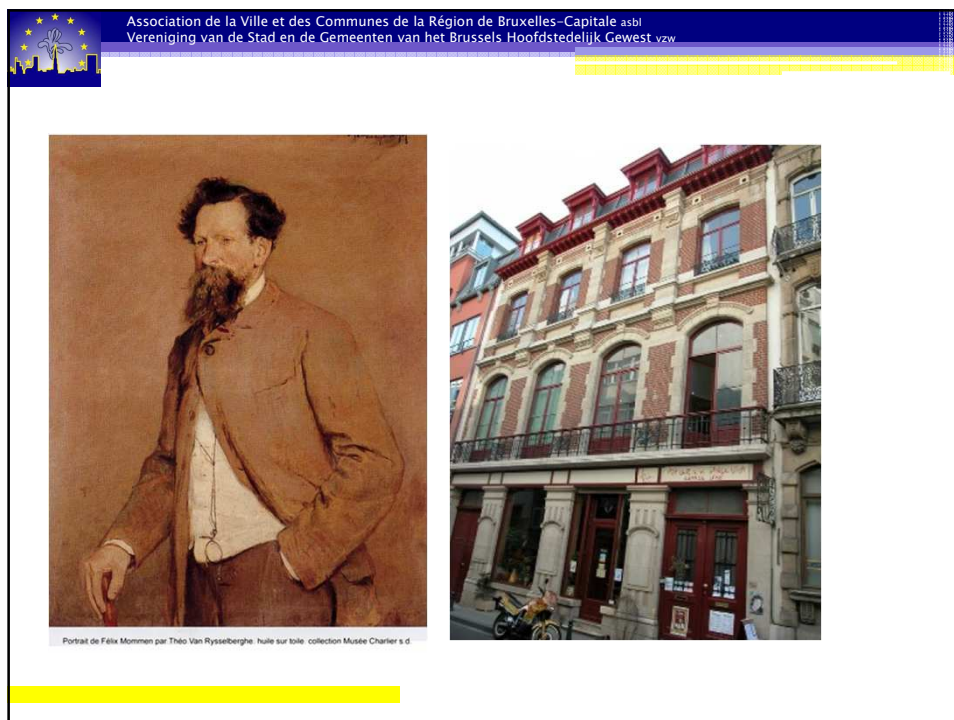 Association de la Ville et des Communes de la Région de Bruxelles-Capitale asbl
Vereniging van de Stad en de Gemeenten van het Brussels Hoofdstedelijk Gewest vzw
Portrait de Félix Mommen par Théo Van Rysselberghe. huile sur toile. collection Musée Charlier s.d.